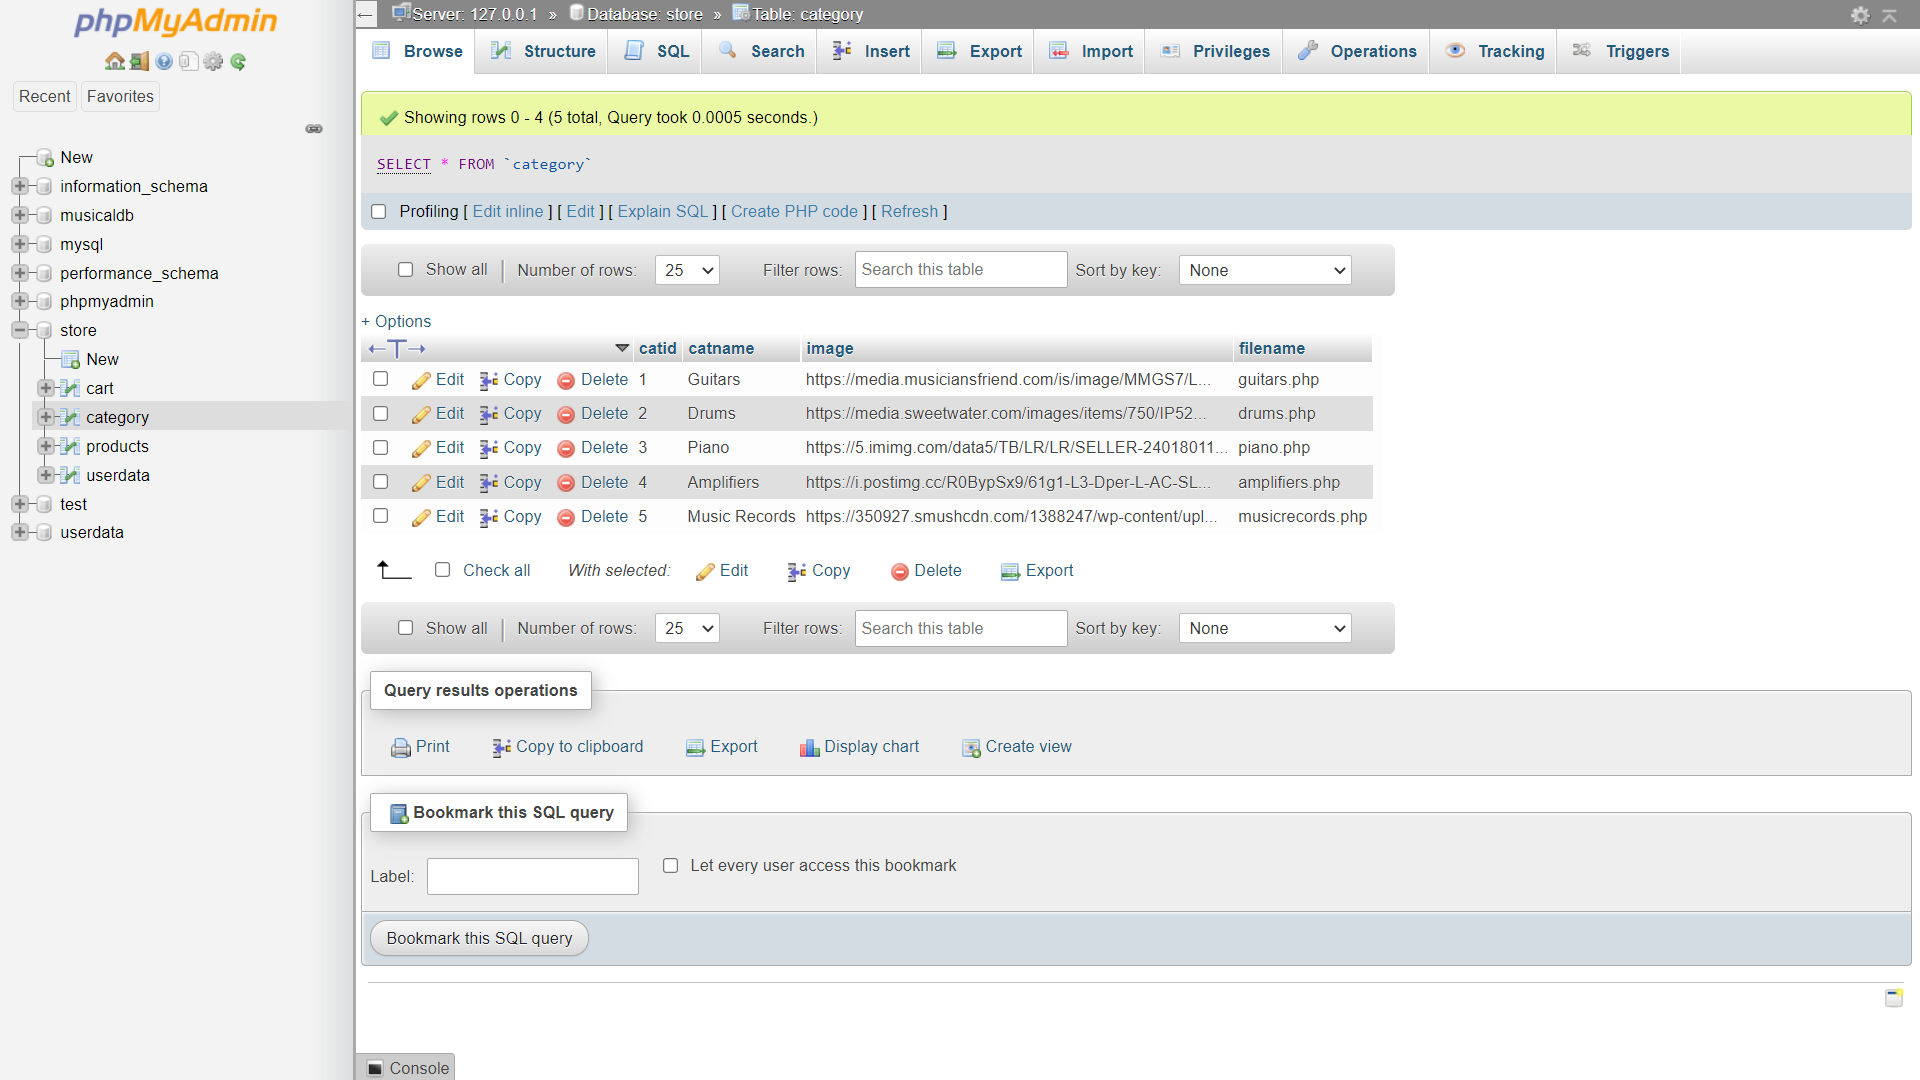 phpMyAdmin
Recent Favorites
New
information_schema
musicaldb
mysql
performance_schema
phpmyadmin
store
New
cart
category
products
userdata
test
userdata
Server: 127.0.0.1 » Database: store » Table: category
Browse Structure SQL Search Insert Export Import Privileges Operations Tracking Triggers
Showing rows 0 - 4 (5 total, Query took 0.0005 seconds.)
SELECT * FROM `category`
Profiling [ Edit inline ] [ Edit ] [ Explain SQL ] [ Create PHP code ] [ Refresh ]
Show all Number of rows: 25 Filter rows: Search this table Sort by key: None
+ Options
←T→ catid catname image filename
Edit Copy Delete 1 Guitars https://media.musiciansfriend.com/is/image/MMGS7/L... guitars.php
Edit Copy Delete 2 Drums https://media.sweetwater.com/images/items/750/IP52... drums.php
Edit Copy Delete 3 Piano https://5.imimg.com/data5/TB/LR/LR/SELLER-24018011... piano.php
Edit Copy Delete 4 Amplifiers https://i.postimg.cc/R0BypSx9/61g1-L3-Dper-L-AC-SL... amplifiers.php
Edit Copy Delete 5 Music Records https://350927.smushcdn.com/1388247/wp-content/upl... musicrecords.php
Check all With selected: Edit Copy Delete Export
Show all Number of rows: 25 Filter rows: Search this table Sort by key: None
Query results operations
Print Copy to clipboard Export Display chart Create view
Bookmark this SQL query
Label: Let every user access this bookmark
Bookmark this SQL query
Console